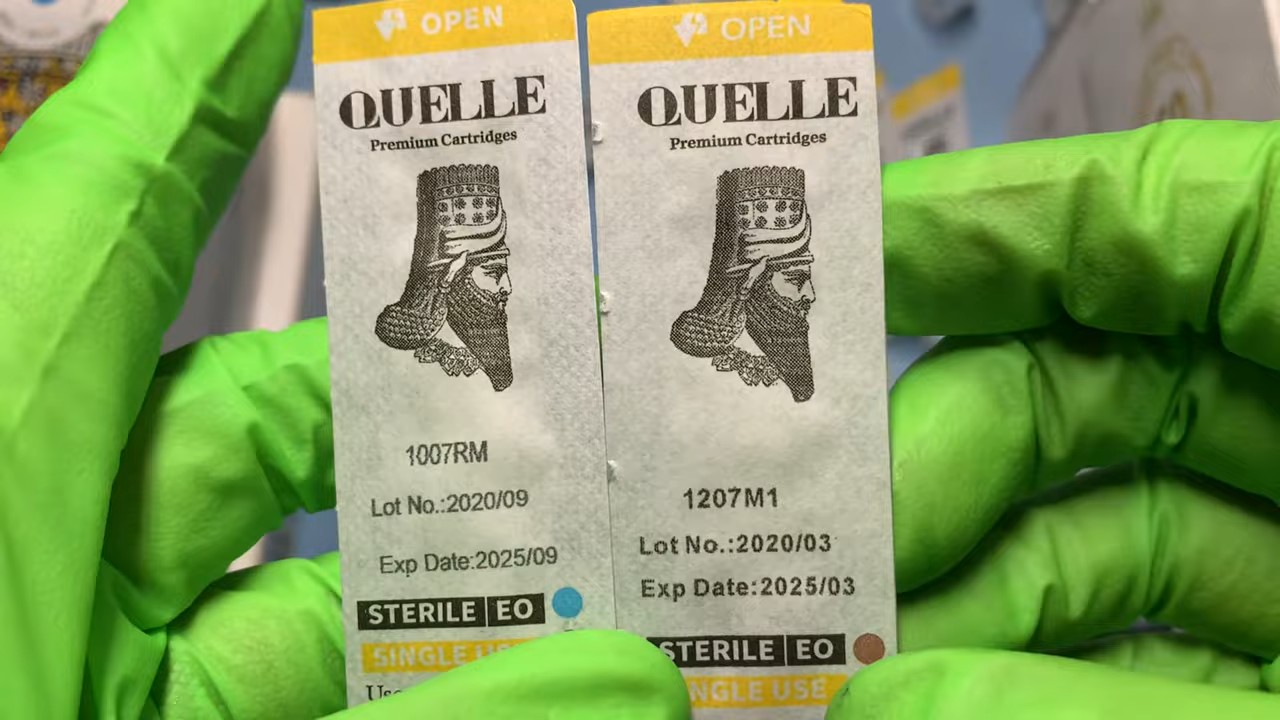 OPEN
QUELLE
Premium Cartridges
1007RM
Lot No.:2020/09
Exp Date:2025/09
STERILE EO
SINGLE
OPEN
QUELLE
Premium Cartridges
1207M1
Lot No.:2020/03
Exp Date:2025/03
STERILE EO
SINGLE USE